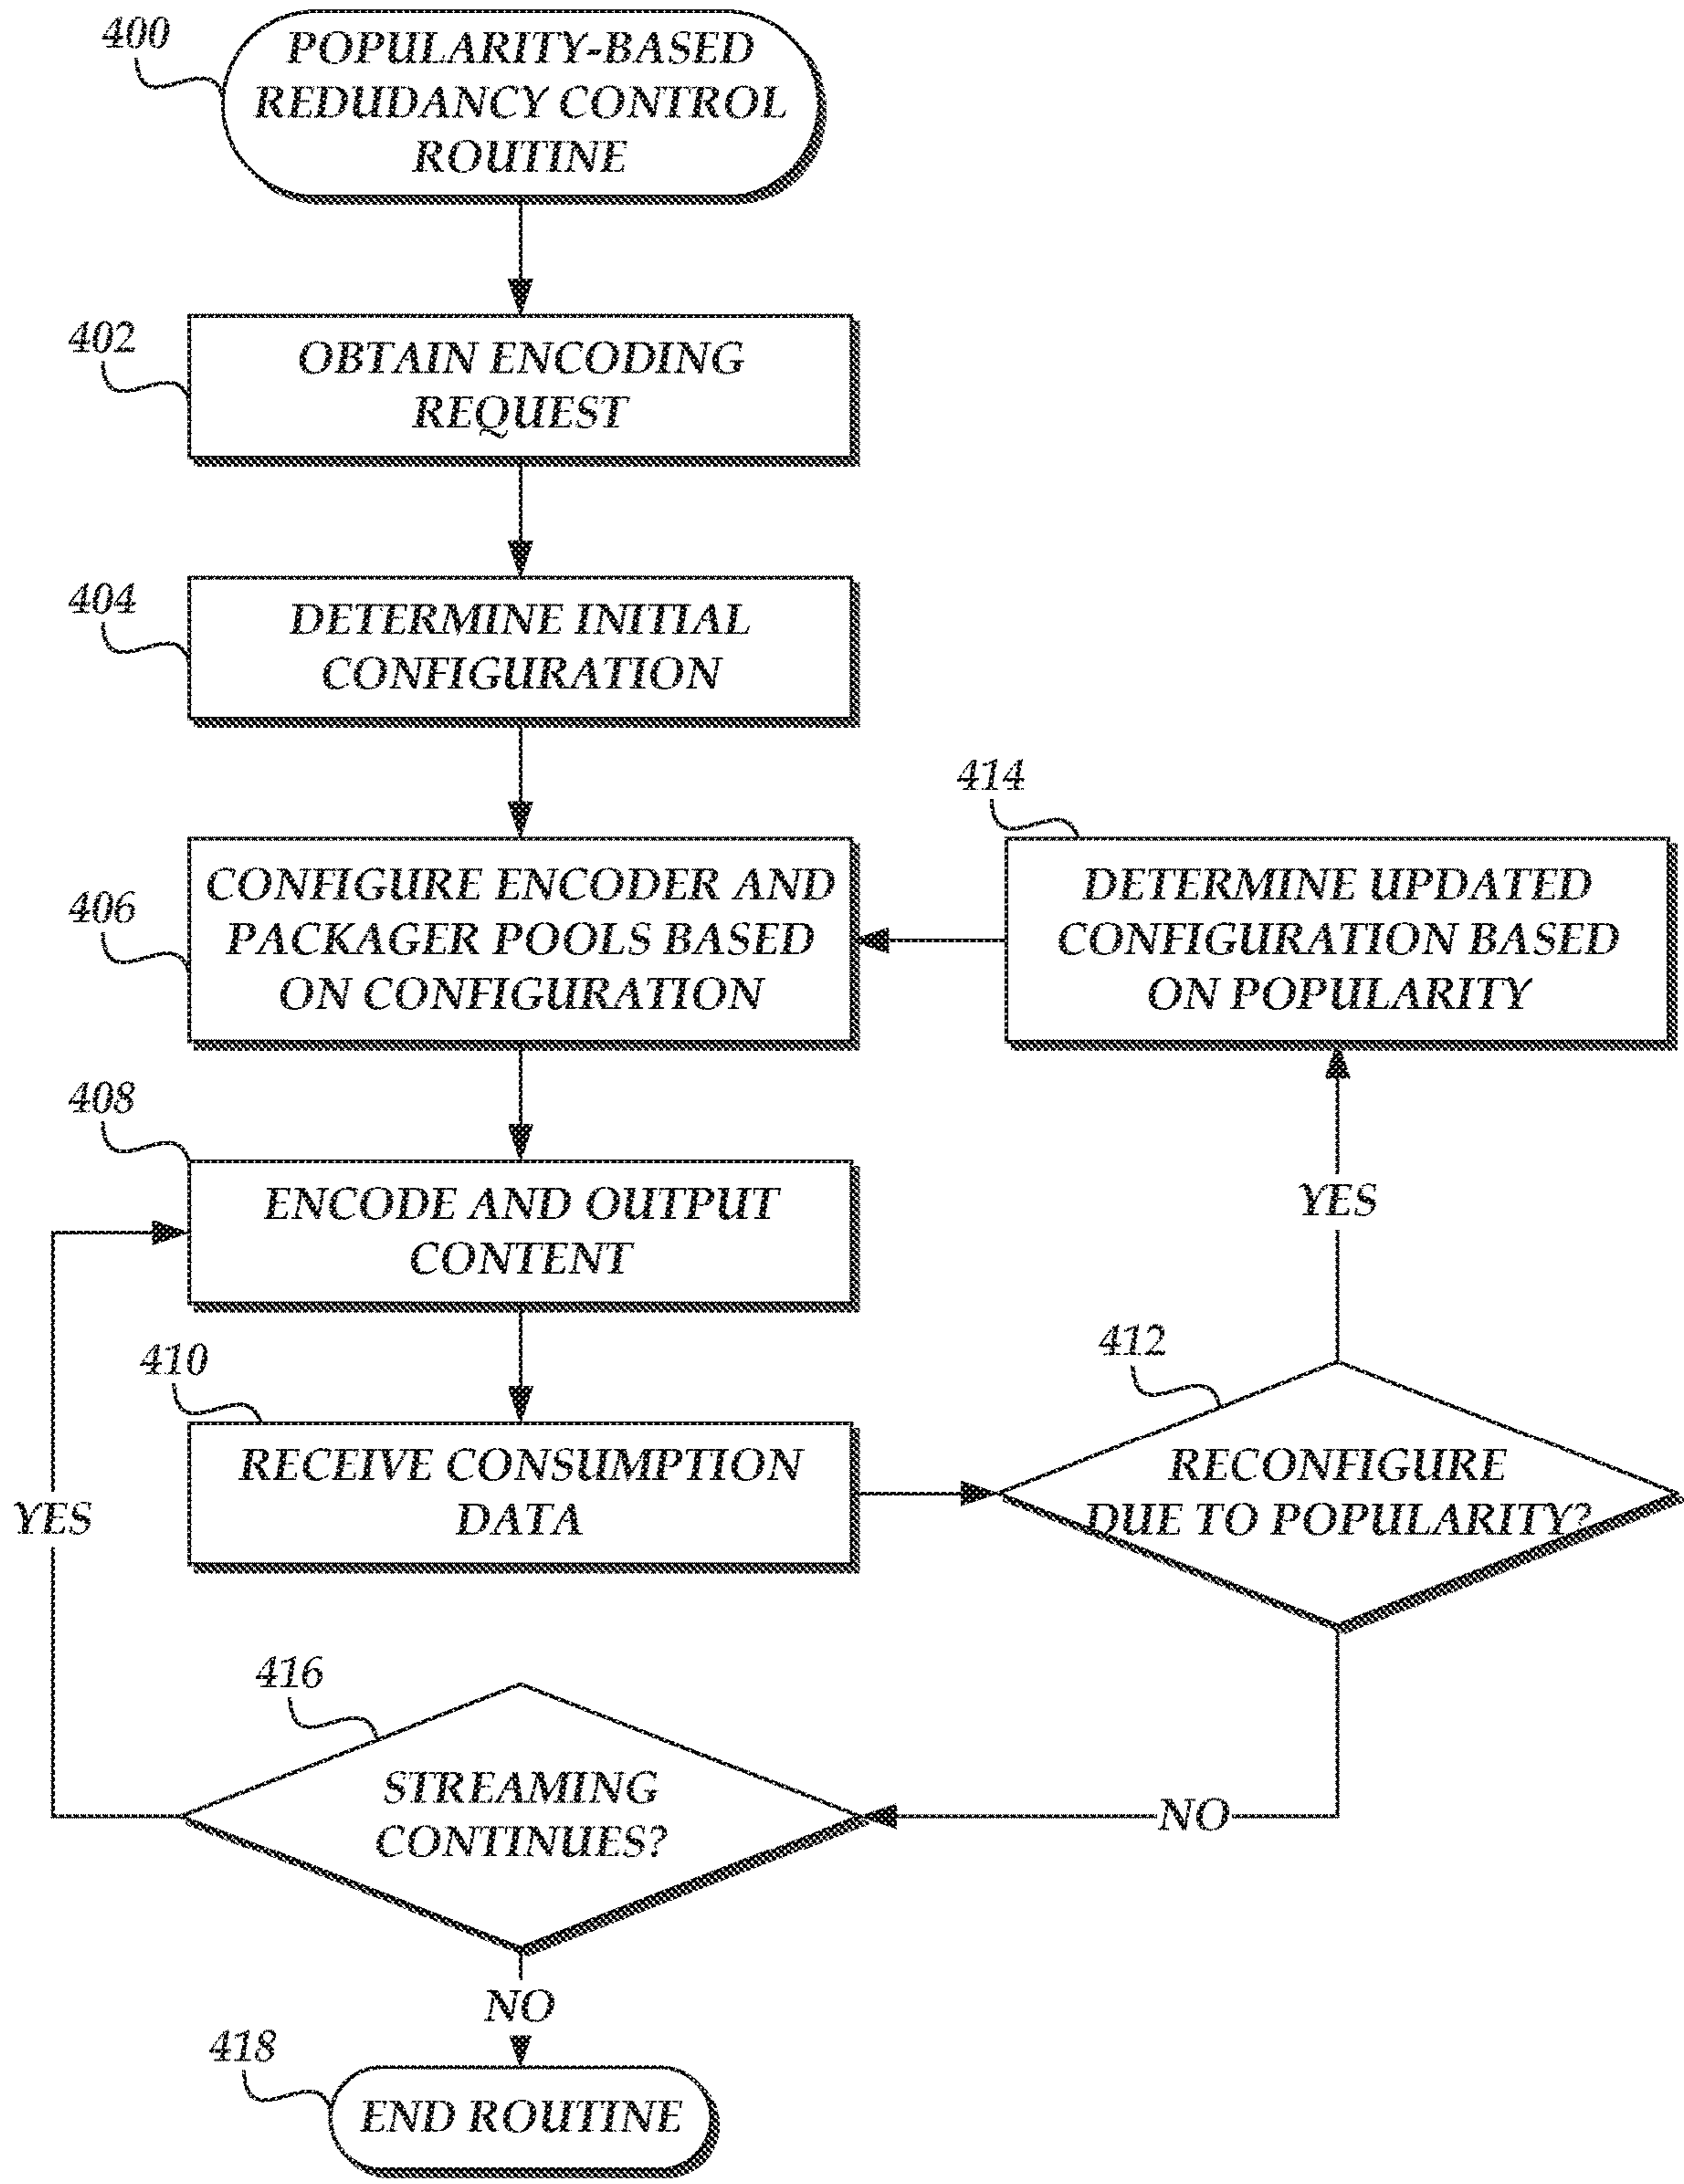 400
POPULARITY-BASED
REDUDANCY CONTROL
ROUTINE
402
OBTAIN ENCODING
REQUEST
404
DETERMINE INITIAL
CONFIGURATION
406
CONFIGURE ENCODER AND
PACKAGER POOLS BASED
ON CONFIGURATION
414
DETERMINE UPDATED
CONFIGURATION BASED
ON POPULARITY
408
ENCODE AND OUTPUT
CONTENT
YES
410
RECEIVE CONSUMPTION
DATA
412
RECONFIGURE
DUE TO POPULARITY?
YES
416
STREAMING
CONTINUES?
NO
NO
418
END ROUTINE